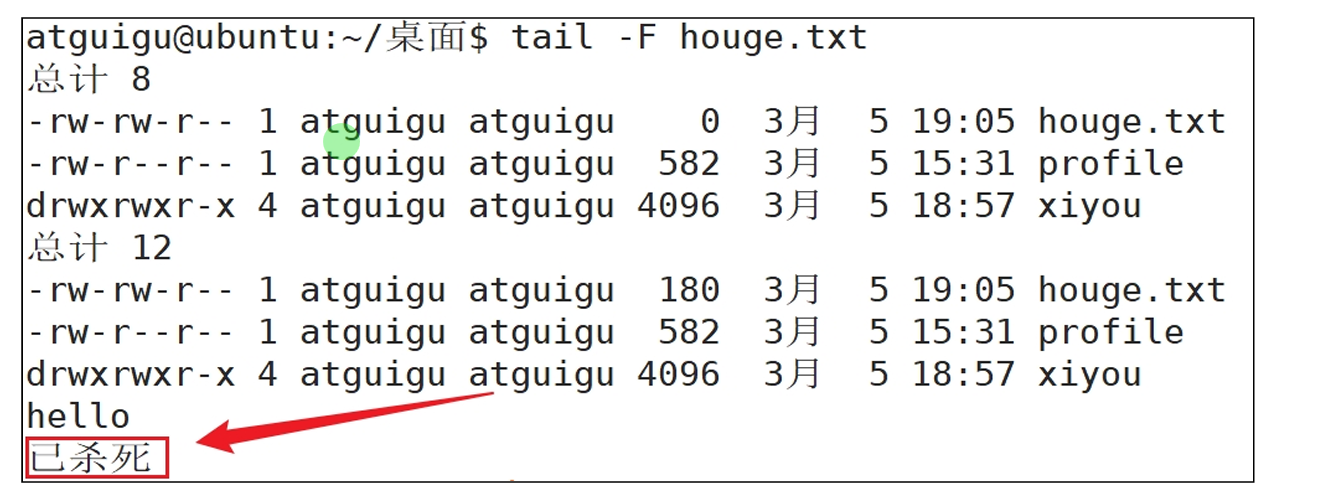 atguigu@ubuntu:~/桌面$ tail -F houge.txt
总计 8
-rw-rw-r-- 1 atguigu atguigu    0  3月  5 19:05 houge.txt
-rw-r--r-- 1 atguigu atguigu  582  3月  5 15:31 profile
drwxrwxr-x 4 atguigu atguigu 4096  3月  5 18:57 xiyou
总计 12
-rw-rw-r-- 1 atguigu atguigu  180  3月  5 19:05 houge.txt
-rw-r--r-- 1 atguigu atguigu  582  3月  5 15:31 profile
drwxrwxr-x 4 atguigu atguigu 4096  3月  5 18:57 xiyou
hello
已杀死